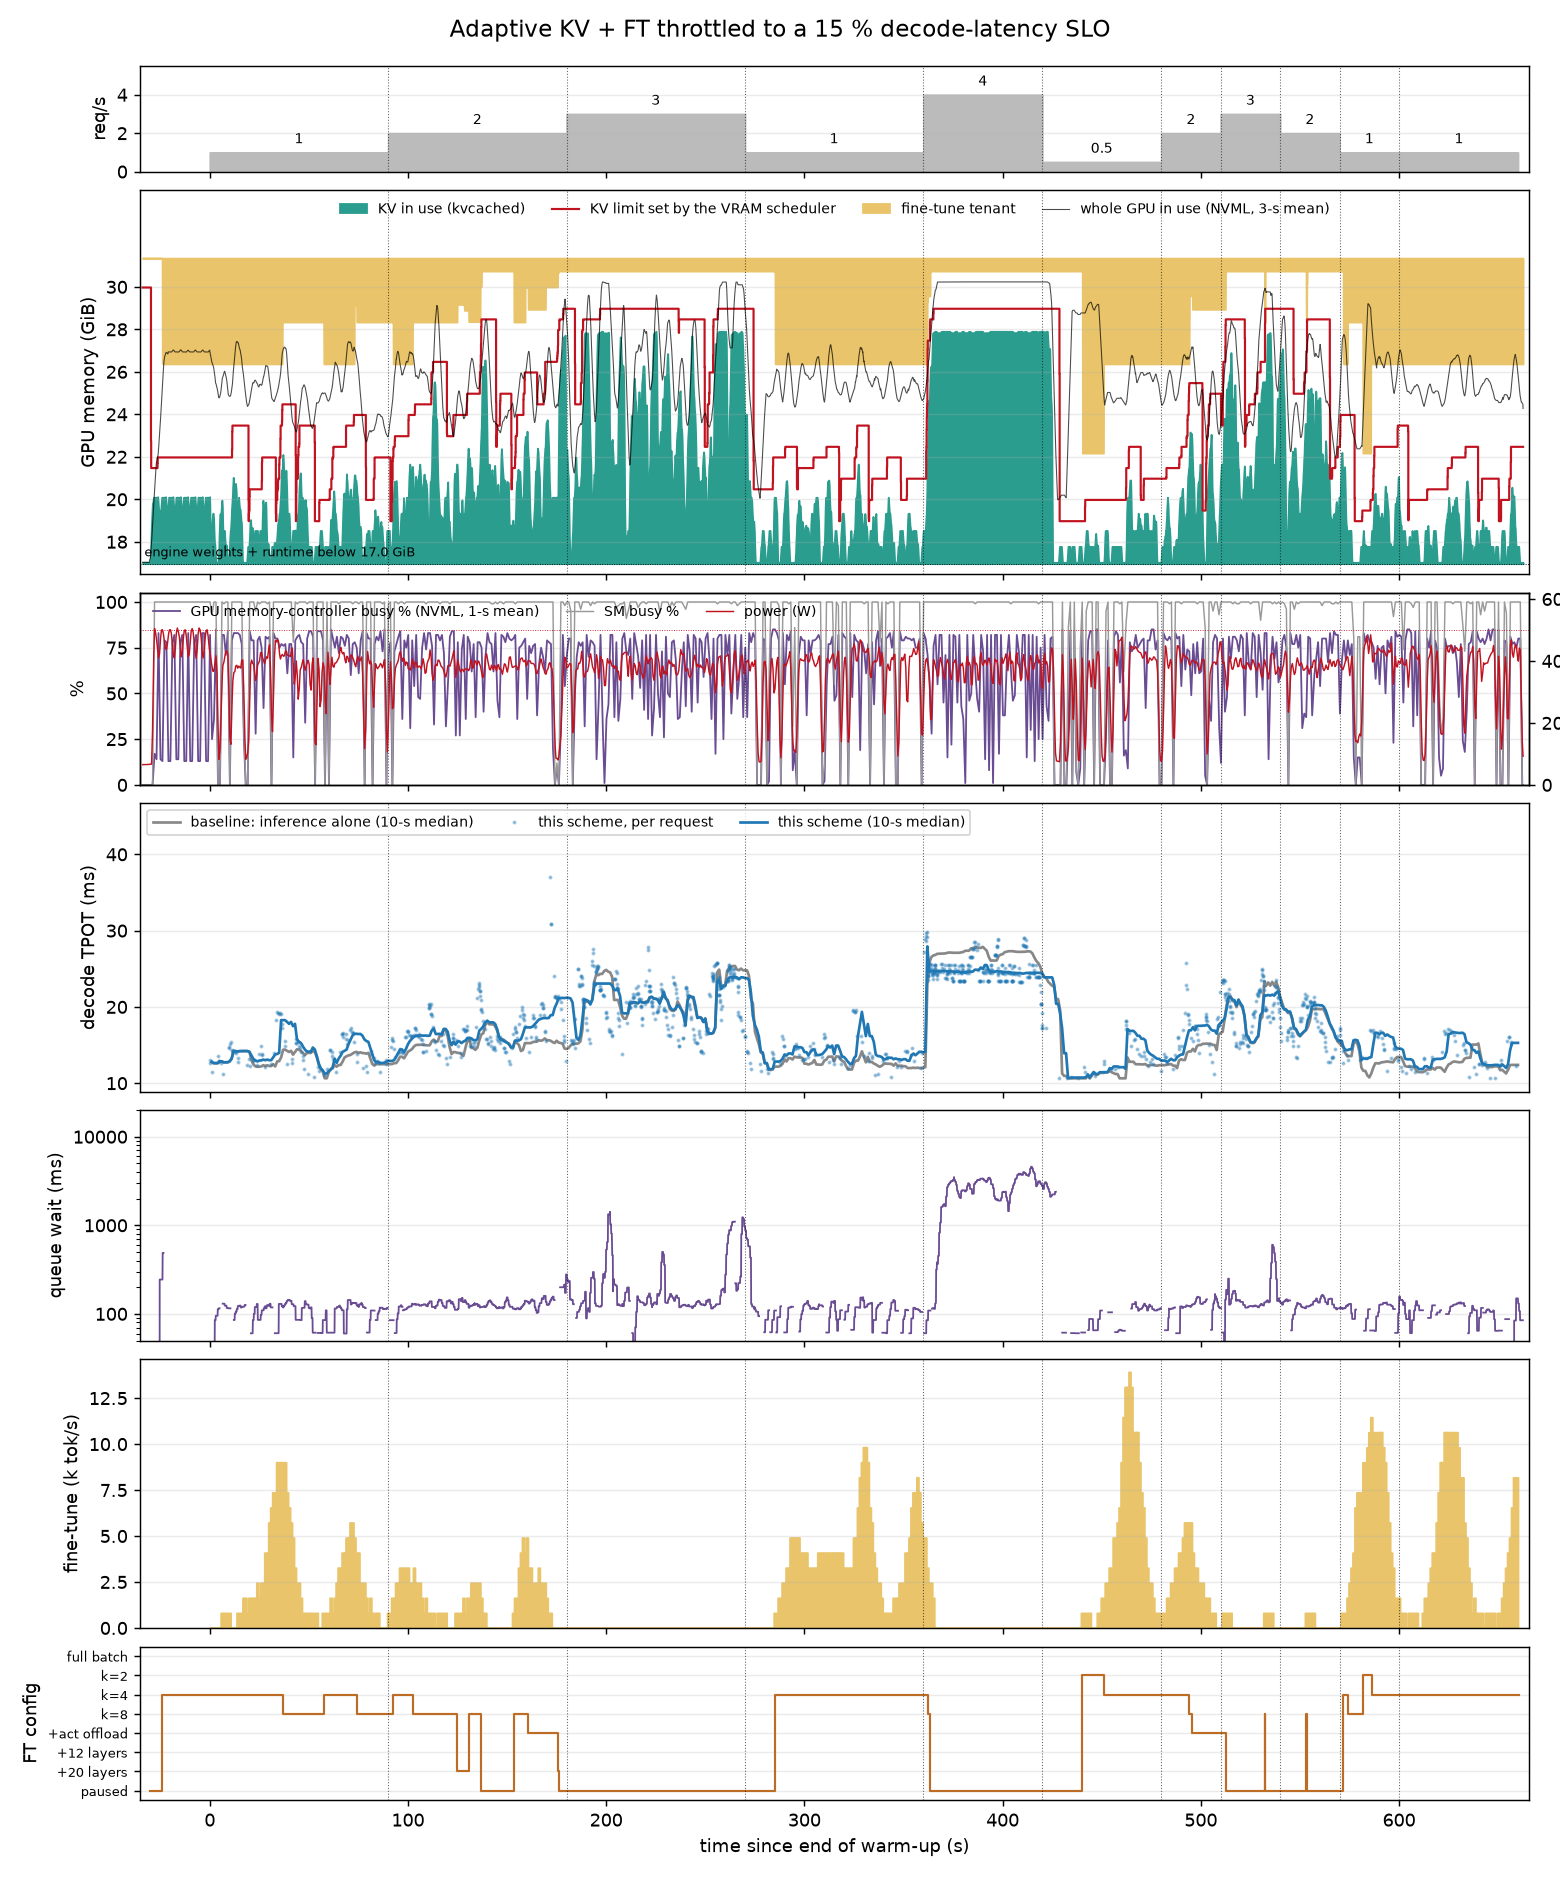 Adaptive KV + FT throttled to a 15 % decode-latency SLO
req/s
4
2
0
1
2
3
1
4
0.5
2
3
2
1
1
KV in use (kvcached)
KV limit set by the VRAM scheduler
fine-tune tenant
whole GPU in use (NVML, 3-s mean)
GPU memory (GiB)
30
28
26
24
22
20
18
engine weights + runtime below 17.0 GiB
GPU memory-controller busy % (NVML, 1-s mean)
SM busy %
power (W)
%
100
75
50
25
0
60
40
20
0
baseline: inference alone (10-s median)
this scheme, per request
this scheme (10-s median)
decode TPOT (ms)
40
30
20
10
queue wait (ms)
10000
1000
100
fine-tune (k tok/s)
12.5
10.0
7.5
5.0
2.5
0.0
FT config
full batch
k=2
k=4
k=8
+act offload
+12 layers
+20 layers
paused
0
100
200
300
400
500
600
time since end of warm-up (s)